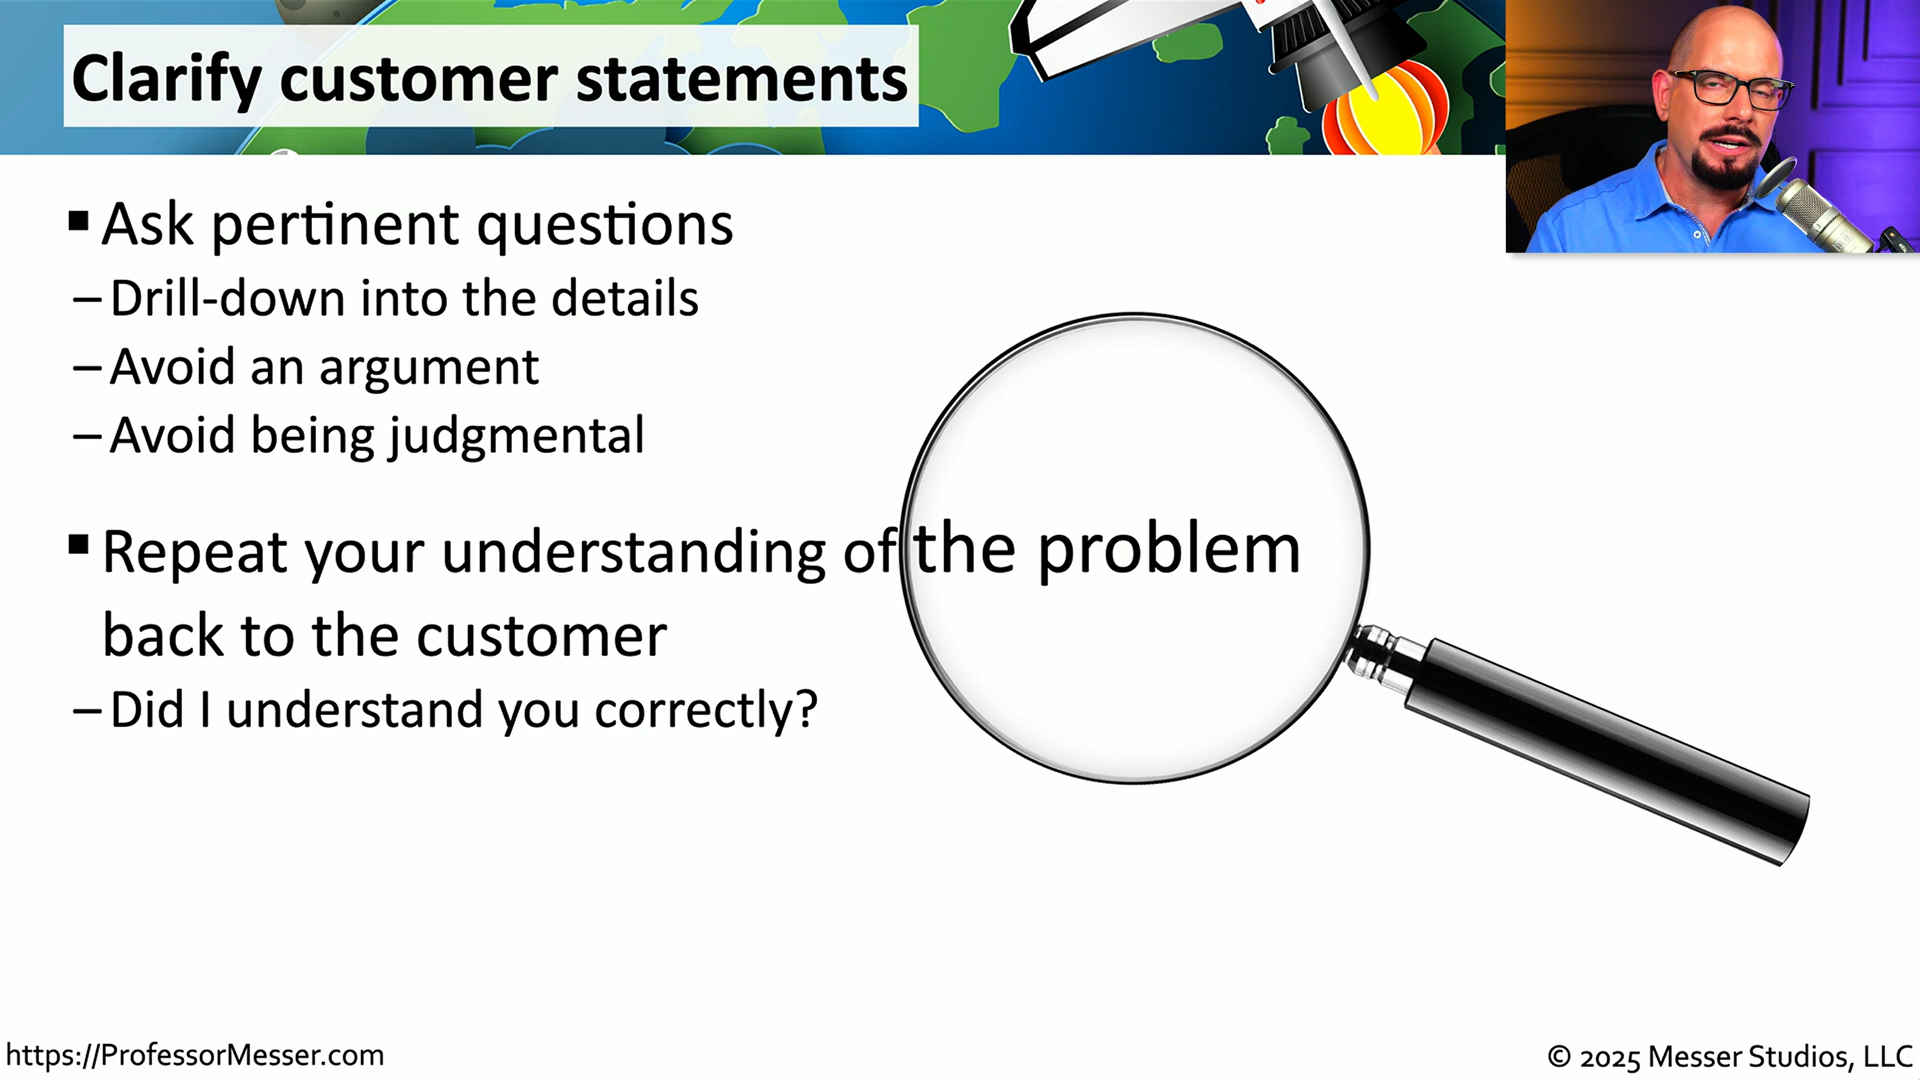 Clarify customer statements
▪ Ask pertinent questions
– Drill-down into the details
– Avoid an argument
– Avoid being judgmental
▪ Repeat your understanding of the problem
back to the customer
– Did I understand you correctly?
https://ProfessorMesser.com
© 2025 Messer Studios, LLC